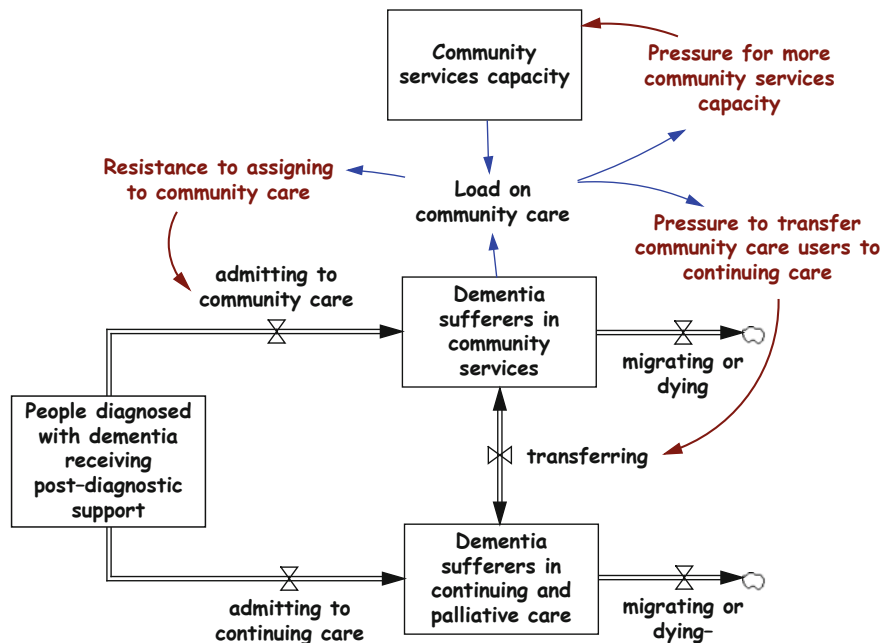 Community
services capacity
Pressure for more
community services
capacity
Resistance to assigning
to community care
Load on
community care
Pressure to transfer
community care users to
continuing care
admitting to
community care
Dementia
sufferers in
community
services
migrating or
dying
People diagnosed
with dementia
receiving
post-diagnostic
support
transferring
Dementia
sufferers in
continuing and
palliative care
admitting to
continuing care
migrating or
dying-